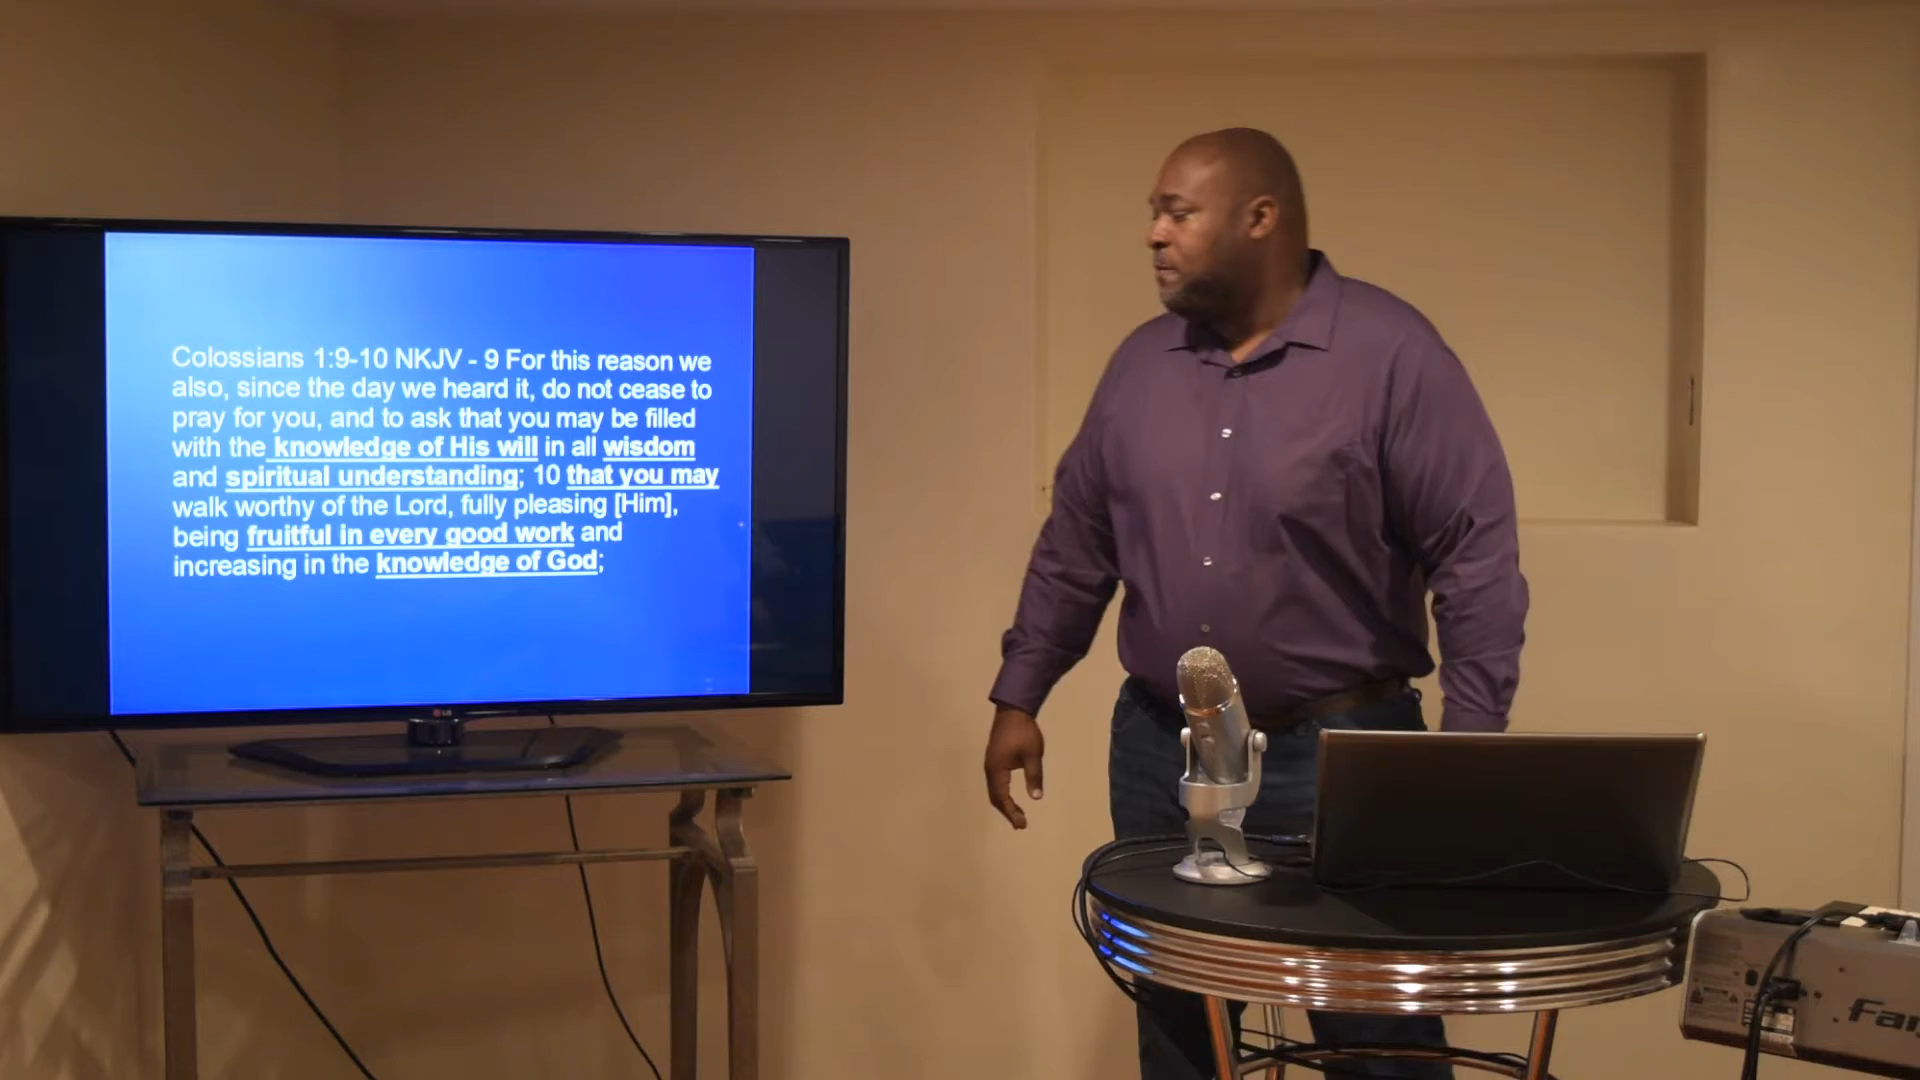 Colossians 1:9-10 NKJV - 9 For this reason we
also, since the day we heard it, do not cease to
pray for you, and to ask that you may be filled
with the knowledge of His will in all wisdom
and spiritual understanding; 10 that you may
walk worthy of the Lord, fully pleasing [Him],
being fruitful in every good work and
increasing in the knowledge of God;
LG